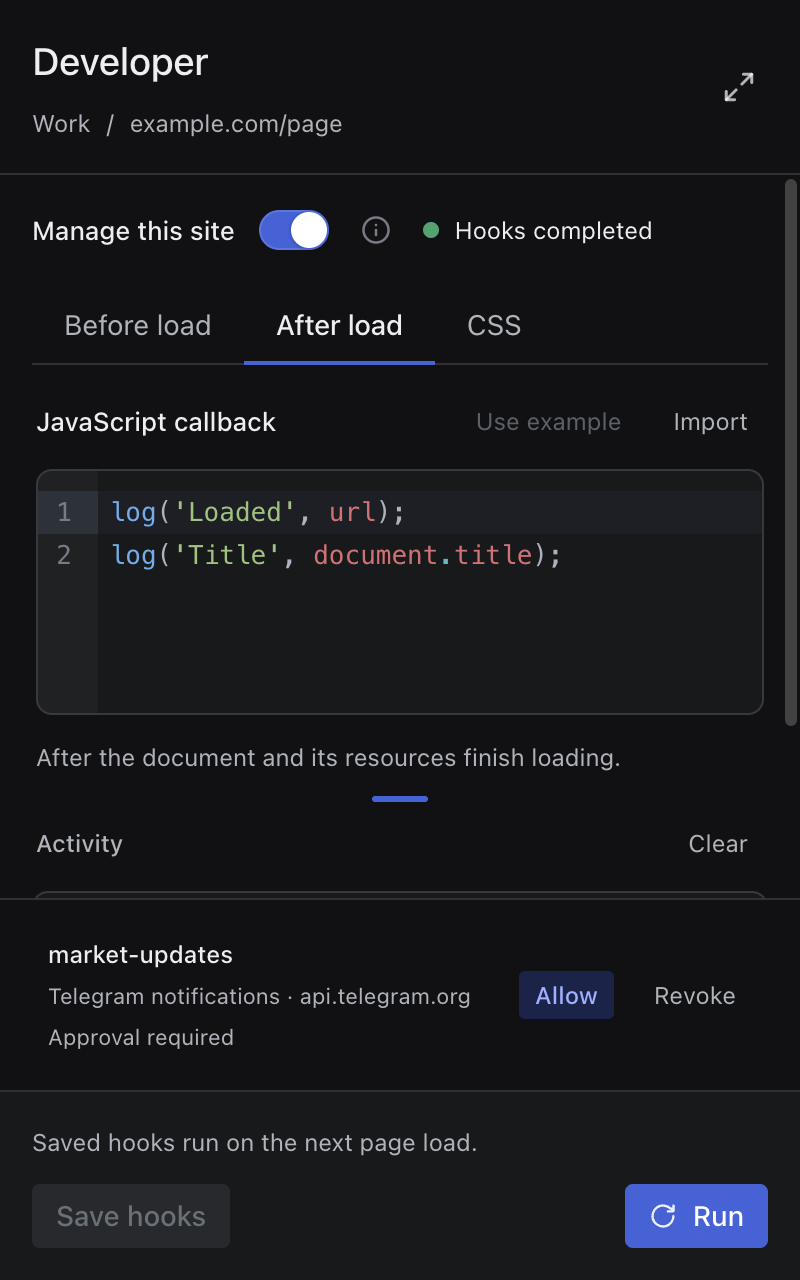 Developer
Work / example.com/page
Manage this site
Hooks completed
Before load After load CSS
JavaScript callback Use example Import
1 log('Loaded', url);
2 log('Title', document.title);
After the document and its resources finish loading.
Activity Clear
market-updates
Telegram notifications · api.telegram.org
Approval required
Allow Revoke
Saved hooks run on the next page load.
Save hooks Run